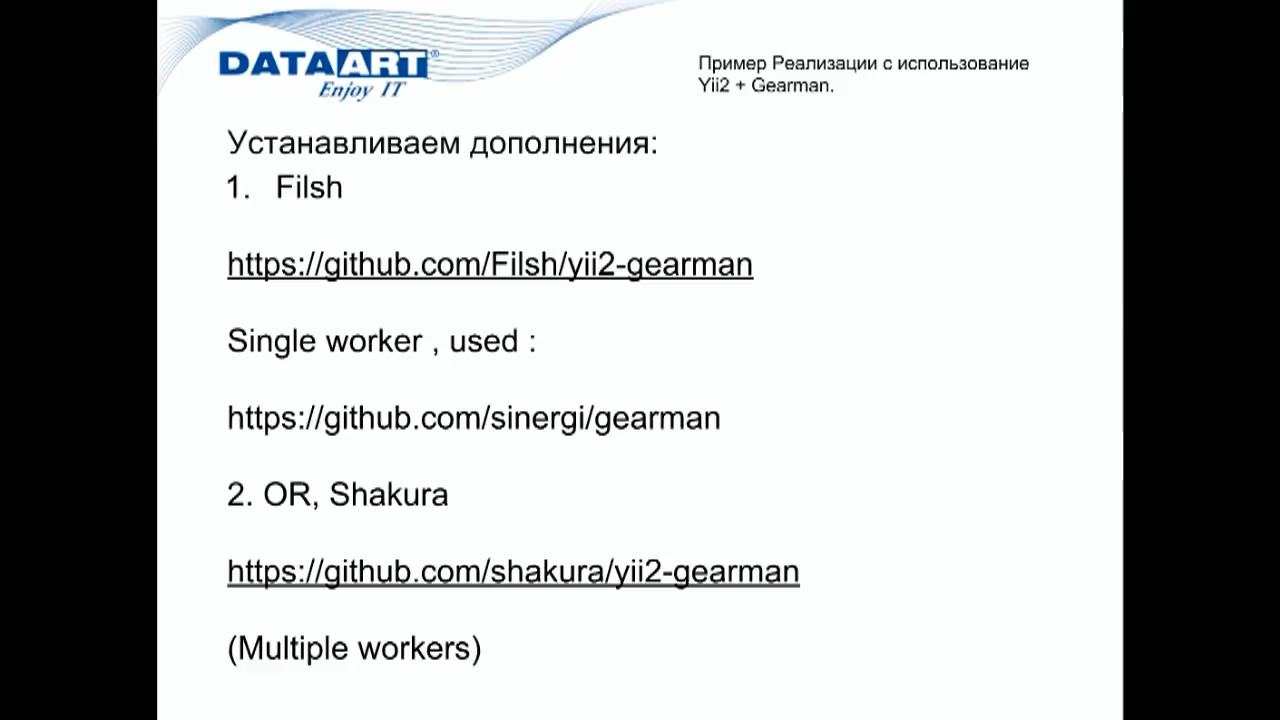 DATAART®
Enjoy IT
Пример Реализации с использование
Yii2 + Gearman.
Устанавливаем дополнения:
1. Filsh
https://github.com/Filsh/yii2-gearman
Single worker , used :
https://github.com/sinergi/gearman
2. OR, Shakura
https://github.com/shakura/yii2-gearman
(Multiple workers)